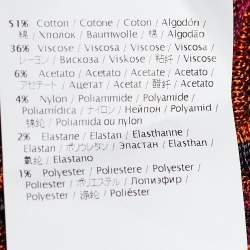 51% Cotton / Cotone / Coton / Algodón /
棉 / Хлопок / Baumwolle / 棉 / Algodão
36% Viscose / Viscosa / Viscose / Viscosa /
レーヨン / Вискоза / Viskose / 粘纤 / Viscose
6% Acetate / Acetato / Acétate / Acetato /
アセテート / Ацетат / Acetat / 醋纤 / Acetato
4% Nylon / Poliammide / Polyamide /
Poliamídica / ナイロン / Нейлон / Polyamid /
锦纶 / Poliamida ou nylon
2% Elastane / Elastan / Elasthanne /
Elastan / ポリウレタン / Эластан / Elasthan /
氨纶 / Elastano
1% Polyester / Poliestere / Polyester /
Poliester / ポリエステル / Полиэфир /
Polyester / 涤纶 / Poliéster